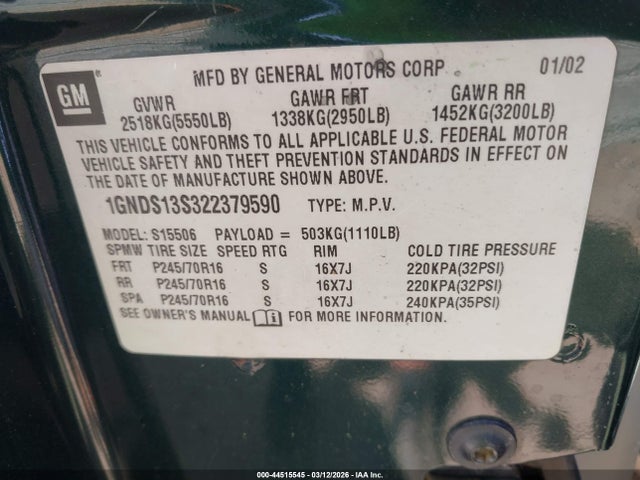 GM
MFD BY GENERAL MOTORS CORP 01/02
GVWR GAWR FRT GAWR RR
2518KG(5550LB) 1338KG(2950LB) 1452KG(3200LB)
THIS VEHICLE CONFORMS TO ALL APPLICABLE U.S. FEDERAL MOTOR
VEHICLE SAFETY AND THEFT PREVENTION STANDARDS IN EFFECT ON
THE DATE OF MANUFACTURE SHOWN ABOVE.
1GNDS13S322379590 TYPE: M.P.V.
MODEL: S15506 PAYLOAD = 503KG(1110LB)
SPMW TIRE SIZE SPEED RTG RIM COLD TIRE PRESSURE
FRT P245/70R16 S 16X7J 220KPA(32PSI)
RR P245/70R16 S 16X7J 220KPA(32PSI)
SPA P245/70R16 S 16X7J 240KPA(35PSI)
SEE OWNER'S MANUAL FOR MORE INFORMATION.
000-44515545 - 03/12/2026 - IAA Inc.